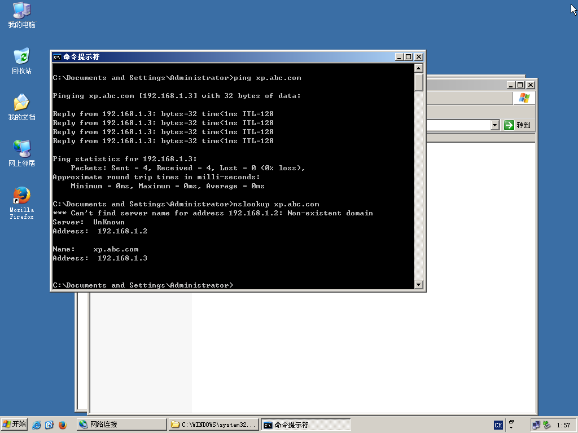 我的电脑
回收站
我的文档
网上邻居
Mozilla
Firefox
命令提示符
C:\Documents and Settings\Administrator>ping xp.abc.com
Pinging xp.abc.com [192.168.1.3] with 32 bytes of data:
Reply from 192.168.1.3: bytes=32 time<1ms TTL=128
Reply from 192.168.1.3: bytes=32 time<1ms TTL=128
Reply from 192.168.1.3: bytes=32 time<1ms TTL=128
Reply from 192.168.1.3: bytes=32 time<1ms TTL=128
Ping statistics for 192.168.1.3:
Packets: Sent = 4, Received = 4, Lost = 0 (0% loss),
Approximate round trip times in milli-seconds:
Minimum = 0ms, Maximum = 0ms, Average = 0ms
C:\Documents and Settings\Administrator>nslookup xp.abc.com
*** Can't find server name for address 192.168.1.2: Non-existent domain
Server: UnKnown
Address: 192.168.1.2
Name: xp.abc.com
Address: 192.168.1.3
C:\Documents and Settings\Administrator>
转到
开始
网络连接
C:\WINDOWS\system32...
命令提示符
CH
1:57